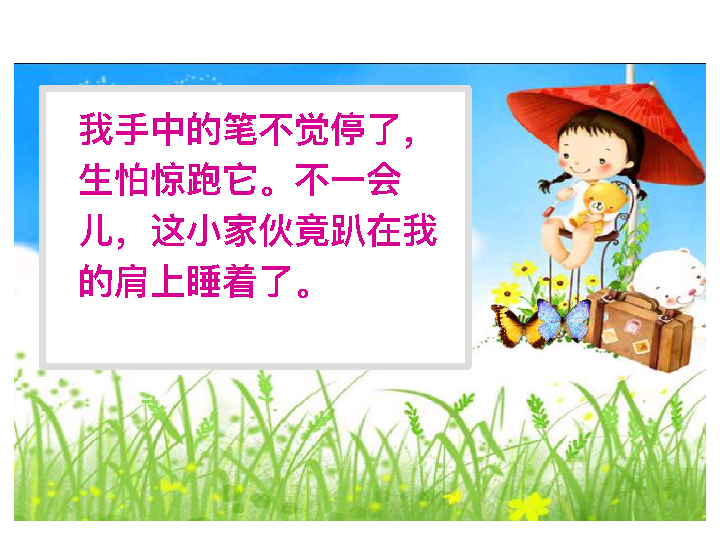 我手中的笔不觉停了，
生怕惊跑它。不一会
儿，这小家伙竟趴在我
的肩上睡着了。